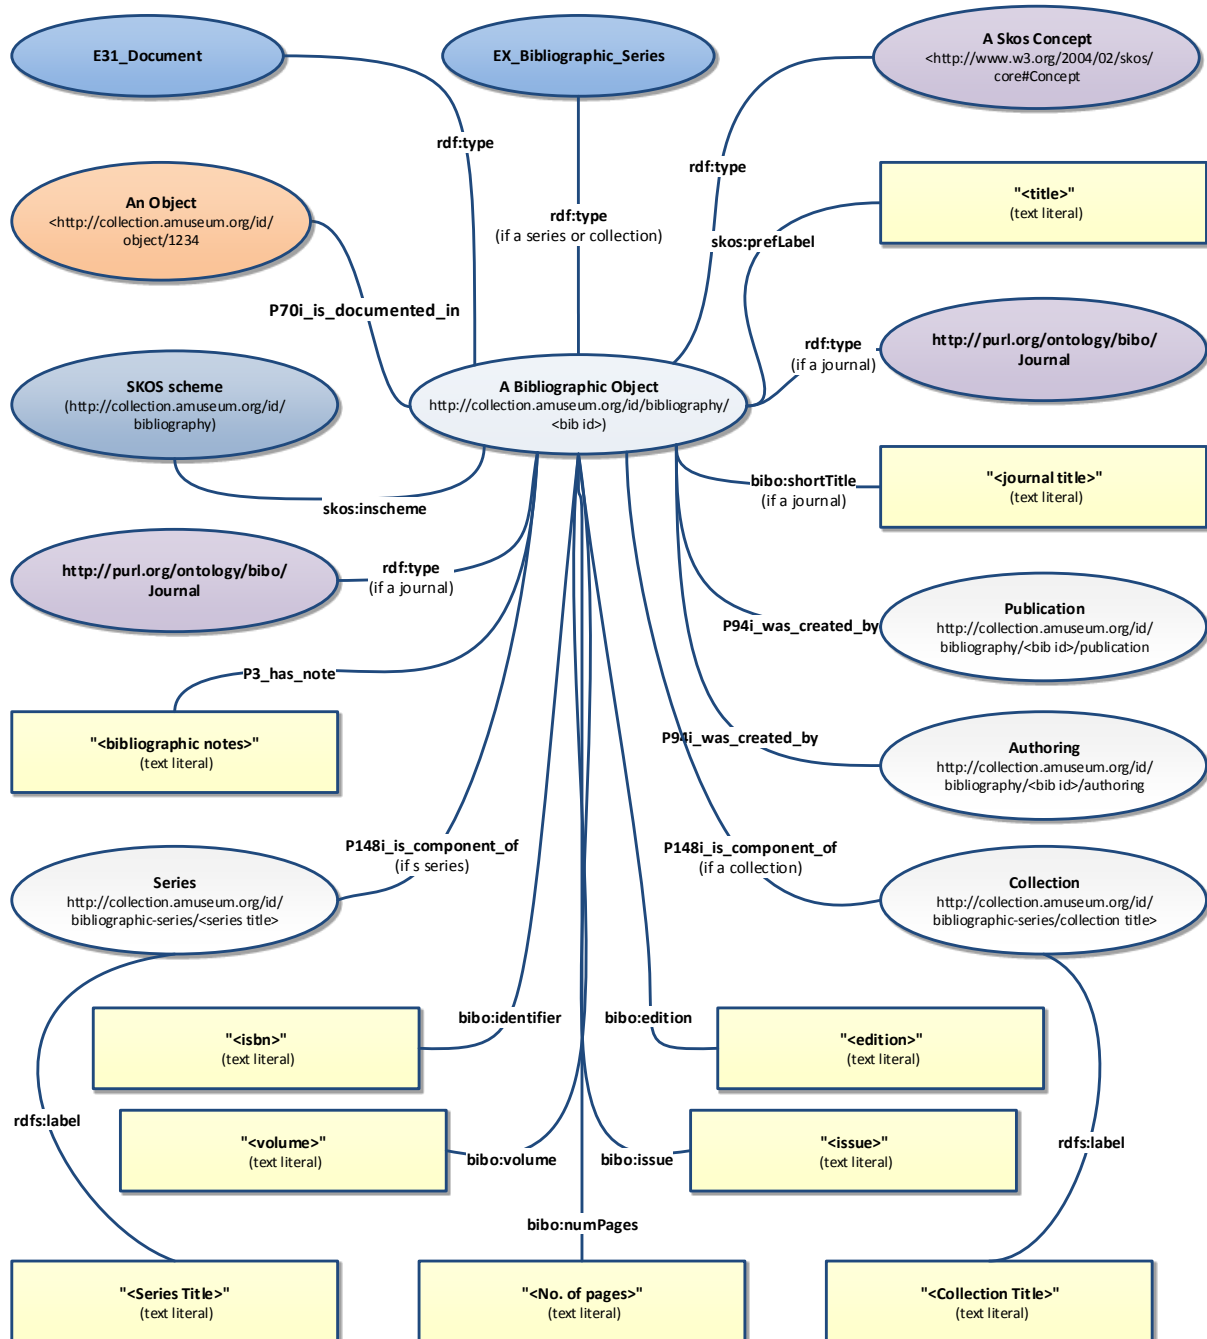 E31_Document
EX_Bibliographic_Series
A Skos Concept
<http://www.w3.org/2004/02/skos/
core#Concept
rdf:type
rdf:type
An Object
<http://collection.amuseum.org/id/
object/1234
"<title>"
(text literal)
rdf:type
(if a series or collection)
skos:prefLabel
P70i_is_documented_in
rdf:type
(if a journal)
http://purl.org/ontology/bibo/
Journal
SKOS scheme
(http://collection.amuseum.org/id/
bibliography)
A Bibliographic Object
http://collection.amuseum.org/id/bibliography/
<bib id>)
bibo:shortTitle
(if a journal)
"<journal title>"
(text literal)
skos:inscheme
http://purl.org/ontology/bibo/
Journal
rdf:type
(if a journal)
Publication
http://collection.amuseum.org/id/
bibliography/<bib id>/publication
P94i_was_created_by
P3_has_note
"<bibliographic notes>"
(text literal)
P94i_was_created_by
Authoring
http://collection.amuseum.org/id/
bibliography/<bib id>/authoring
P148i_is_component_of
(if s series)
P148i_is_component_of
(if a collection)
Series
http://collection.amuseum.org/id/
bibliographic-series/<series title>
Collection
http://collection.amuseum.org/id/
bibliographic-series/collection title>
bibo:identifier
bibo:edition
"<isbn>"
(text literal)
"<edition>"
(text literal)
rdfs:label
rdfs:label
"<volume>"
(text literal)
bibo:volume
bibo:issue
"<issue>"
(text literal)
bibo:numPages
"<Series Title>"
(text literal)
"<No. of pages>"
(text literal)
"<Collection Title>"
(text literal)